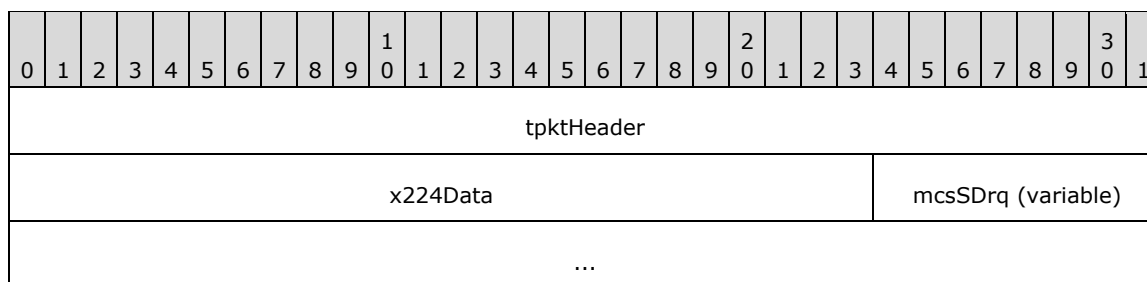 1 2 3
0 1 2 3 4 5 6 7 8 9 0 1 2 3 4 5 6 7 8 9 0 1 2 3 4 5 6 7 8 9 0 1
tpktHeader
x224Data mcsSDrq (variable)
...